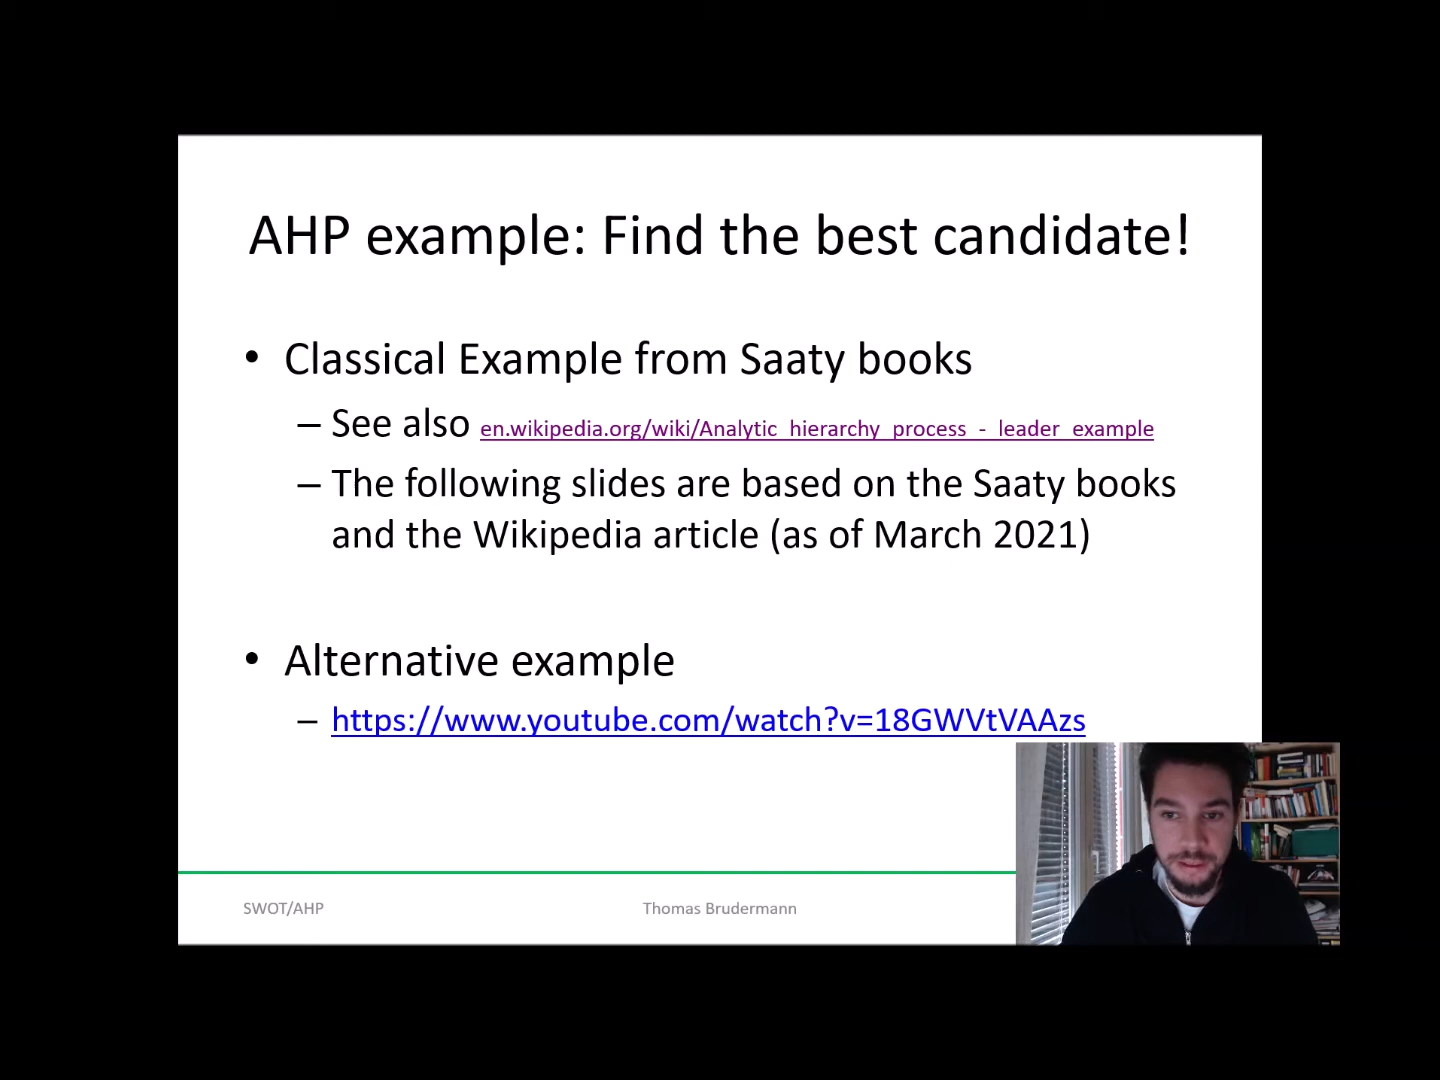 AHP example: Find the best candidate!
• Classical Example from Saaty books
– See also en.wikipedia.org/wiki/Analytic_hierarchy_process_-_leader_example
– The following slides are based on the Saaty books
and the Wikipedia article (as of March 2021)
• Alternative example
– https://www.youtube.com/watch?v=18GWVtVAAzs
SWOT/AHP
Thomas Brudermann